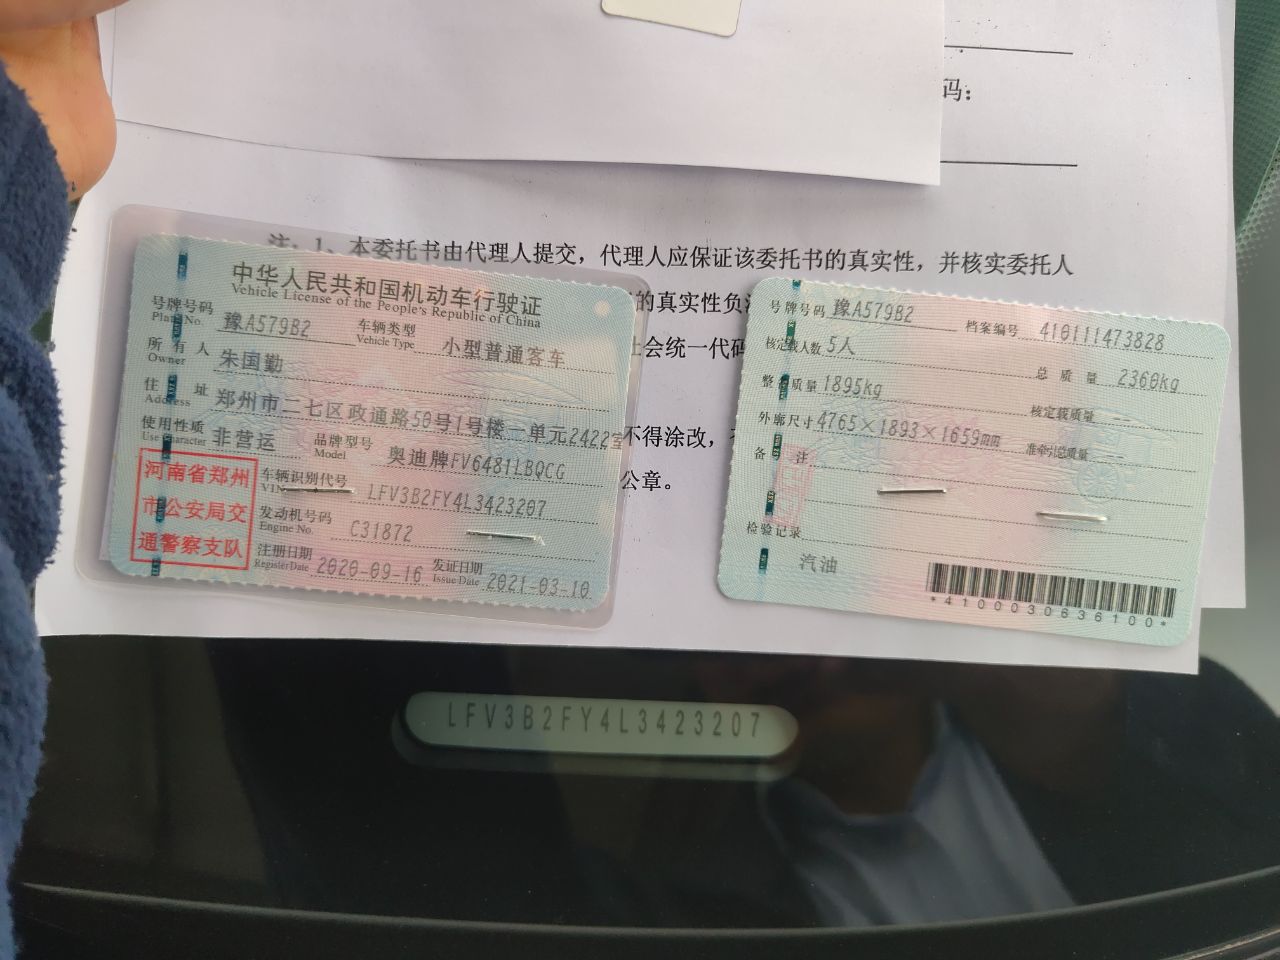 码：
注：1、本委托书由代理人提交，代理人应保证该委托书的真实性，并核实委托人
的真实性负
会统一代码
不得涂改，
公章。
中华人民共和国机动车行驶证
Vehicle License of the People's Republic of China
号牌号码 豫A579B2 车辆类型 小型普通客车
Plate No. Vehicle Type
所有人 朱国勤
Owner
住址 郑州市二七区政通路50号1号楼一单元2422室
Address
使用性质 非营运 品牌型号 奥迪牌FV6481LBQCG
Use Character Model
河南省郑州
市公安局交
通警察支队
车辆识别代号 LFV3B2FY4L3423207
VIN
发动机号码 C31872
Engine No.
注册日期 2020-09-16 发证日期 2021-03-10
Register Date Issue Date
号牌号码 豫A579B2 档案编号 410111473828
核定载人数 5人 总质量 2360kg
整备质量 1895kg 核定载质量 --
外廓尺寸 4765×1893×1659mm 准牵引总质量 --
备注
检验记录
汽油
*4100030636100*
LFV3B2FY4L3423207